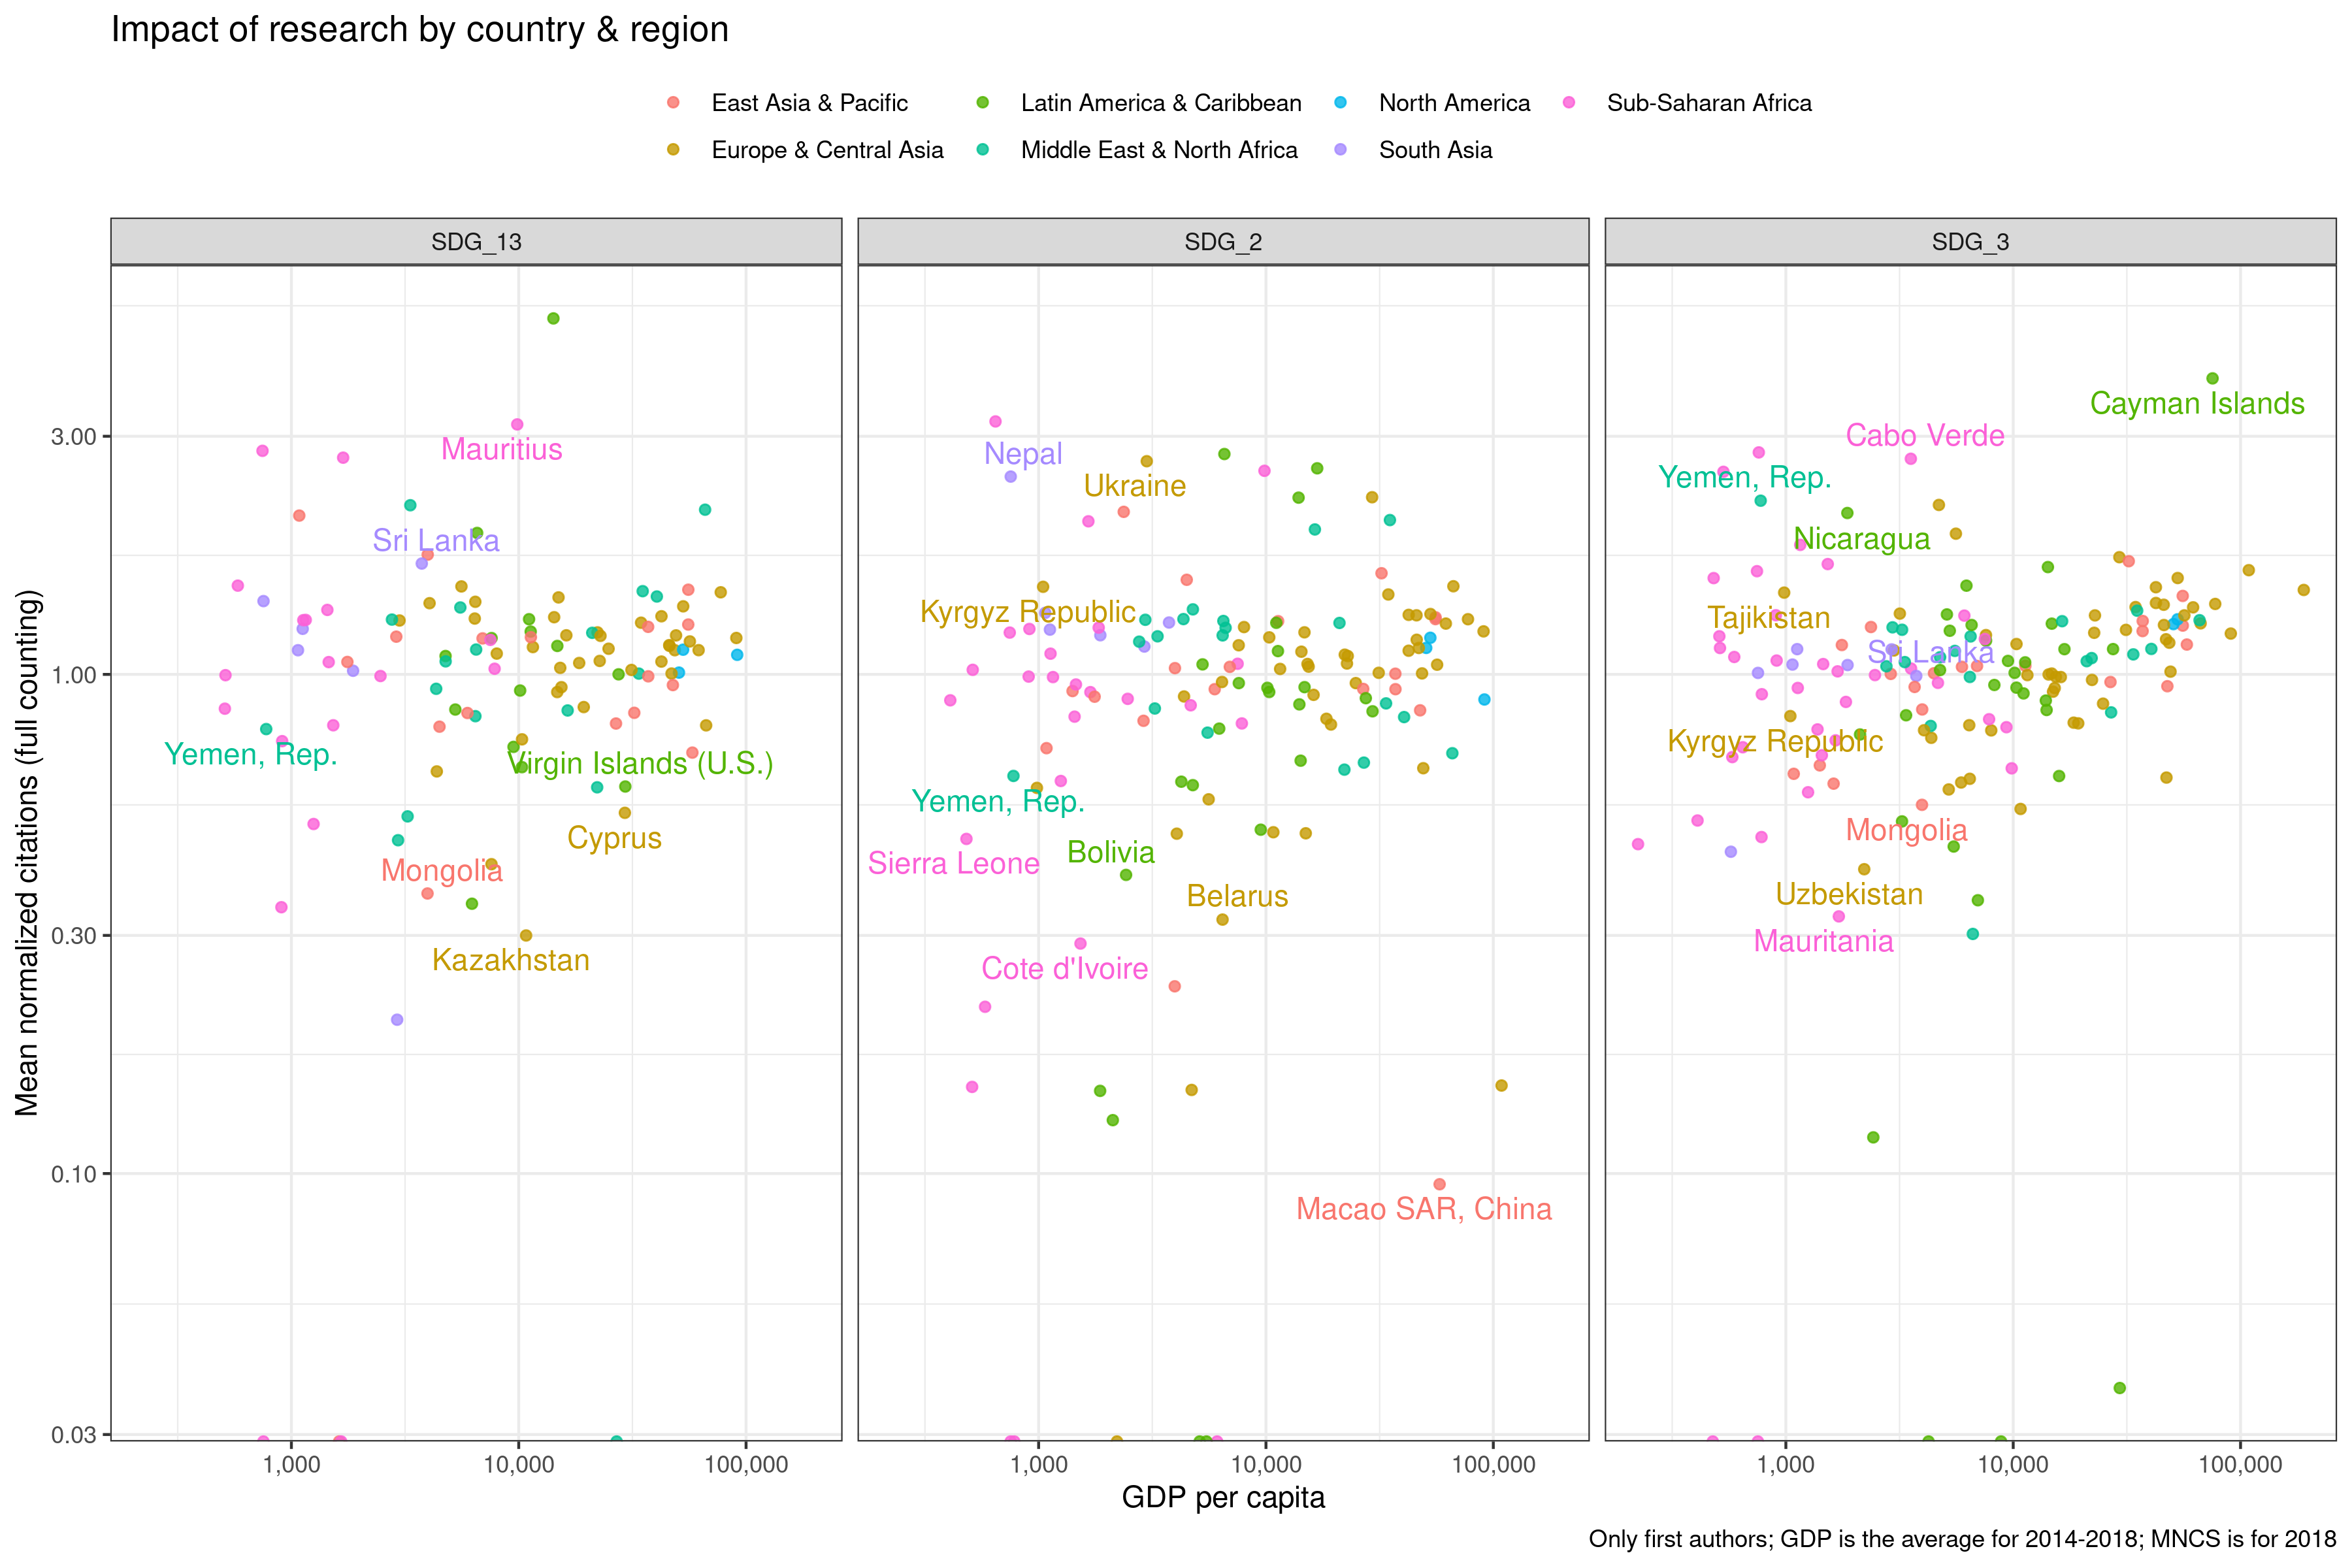 Impact of research by country & region
East Asia & Pacific
Latin America & Caribbean
North America
Sub-Saharan Africa
Europe & Central Asia
Middle East & North Africa
South Asia
SDG_13
SDG_2
SDG_3
Mean normalized citations (full counting)
3.00
1.00
0.30
0.10
0.03
Mauritius
Sri Lanka
Yemen, Rep.
Virgin Islands (U.S.)
Cyprus
Mongolia
Kazakhstan
Nepal
Ukraine
Kyrgyz Republic
Yemen, Rep.
Sierra Leone
Bolivia
Belarus
Cote d'Ivoire
Macao SAR, China
Cayman Islands
Cabo Verde
Yemen, Rep.
Nicaragua
Tajikistan
Sri Lanka
Kyrgyz Republic
Mongolia
Uzbekistan
Mauritania
1,000
10,000
100,000
1,000
10,000
100,000
1,000
10,000
100,000
GDP per capita
Only first authors; GDP is the average for 2014-2018; MNCS is for 2018